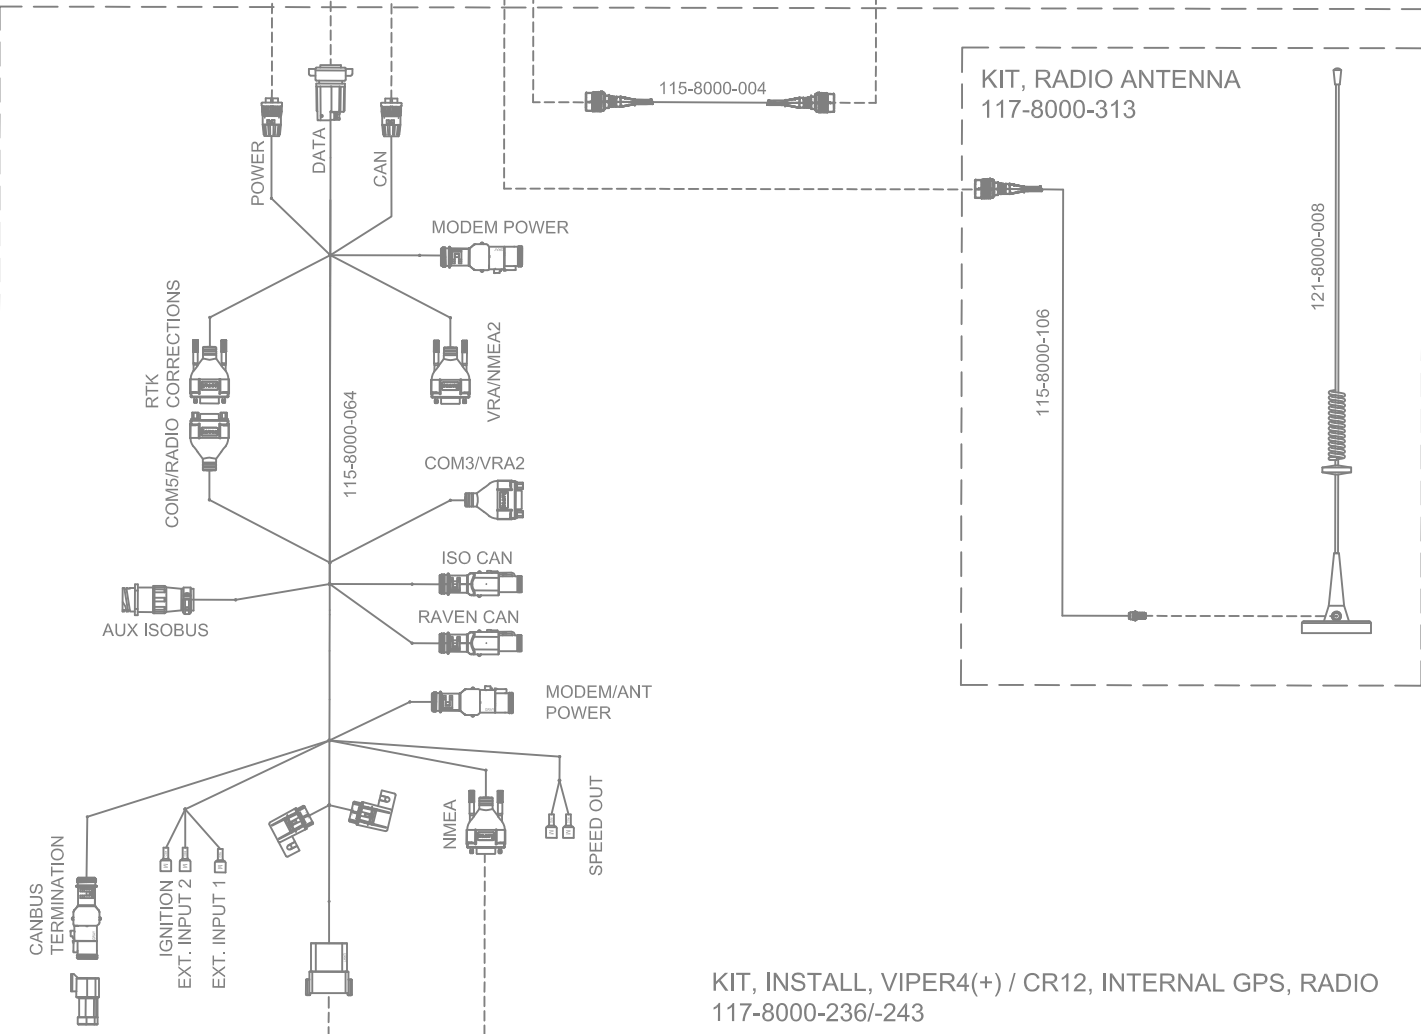 KIT, RADIO ANTENNA
117-8000-313
115-8000-004
POWER
DATA
CAN
MODEM POWER
121-8000-008
RTK
CORRECTIONS
COM5/RADIO
VRA/NMEA2
115-8000-064
115-8000-106
COM3/VRA2
ISO CAN
AUX ISOBUS
RAVEN CAN
MODEM/ANT
POWER
NMEA
SPEED OUT
CANBUS
TERMINATION
IGNITION
EXT. INPUT 2
EXT. INPUT 1
KIT, INSTALL, VIPER4(+) / CR12, INTERNAL GPS, RADIO
117-8000-236/-243